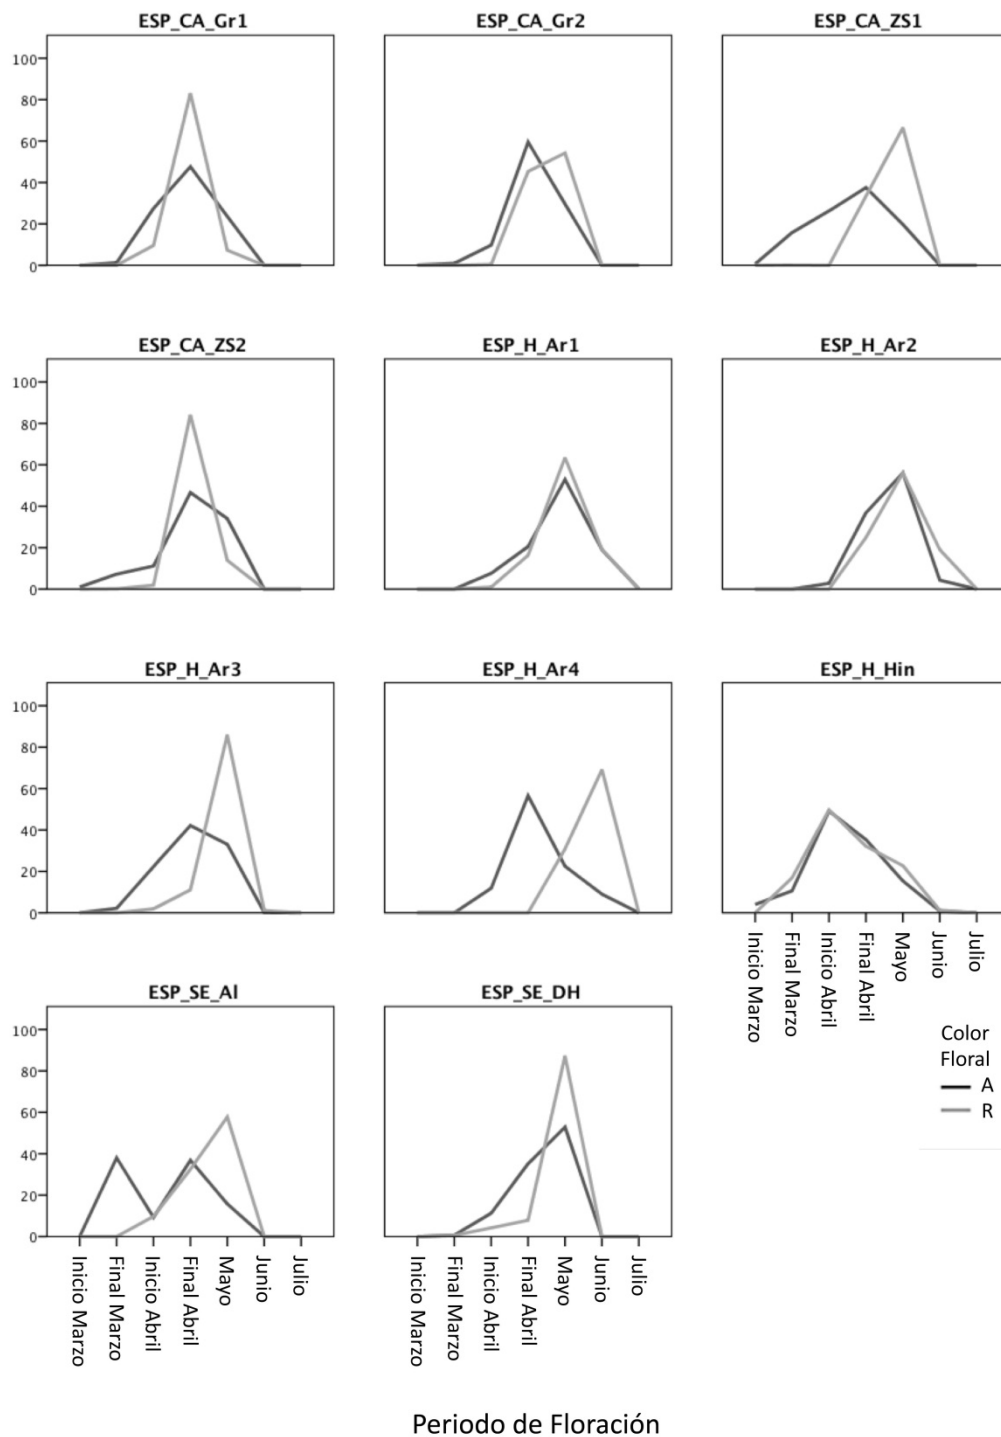 ESP_CA_Gr1
ESP_CA_Gr2
ESP_CA_ZS1
100
80
60
40
20
0
ESP_CA_ZS2
ESP_H_Ar1
ESP_H_Ar2
100
80
60
40
20
0
ESP_H_Ar3
ESP_H_Ar4
ESP_H_Hin
100
80
60
40
20
0
Inicio Marzo
Final Marzo
Inicio Abril
Final Abril
Mayo
Junio
Julio
ESP_SE_Al
ESP_SE_DH
100
80
60
40
20
0
Color
Floral
A
R
Inicio Marzo
Final Marzo
Inicio Abril
Final Abril
Mayo
Junio
Julio
Inicio Marzo
Final Marzo
Inicio Abril
Final Abril
Mayo
Junio
Julio
Periodo de Floración